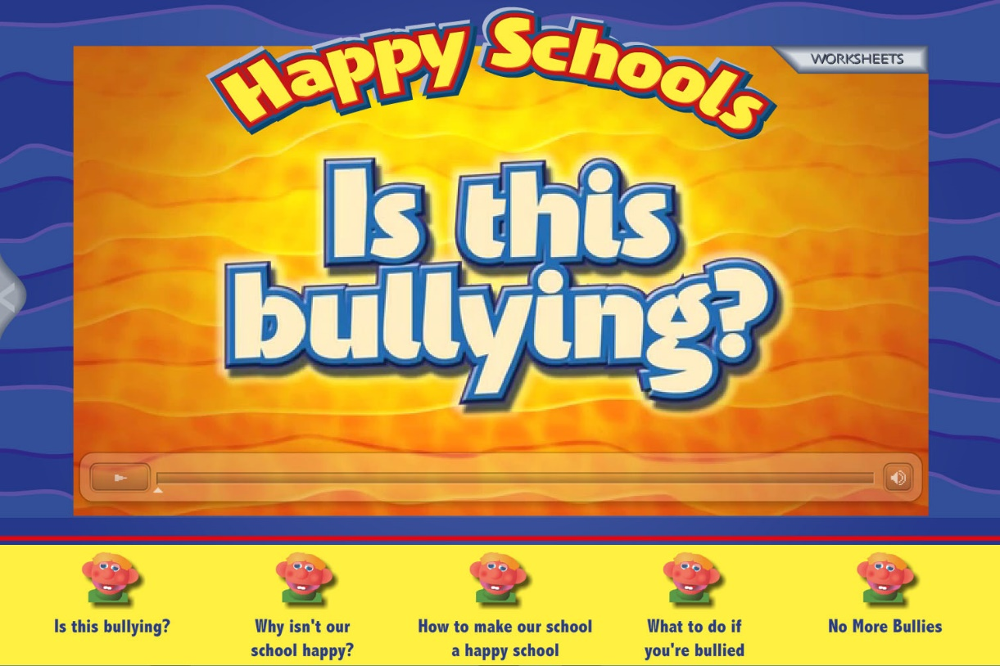 Happy Schools
WORKSHEETS
Is this
bullying?
Is this bullying?
Why isn't our
school happy?
How to make our school
a happy school
What to do if
you're bullied
No More Bullies